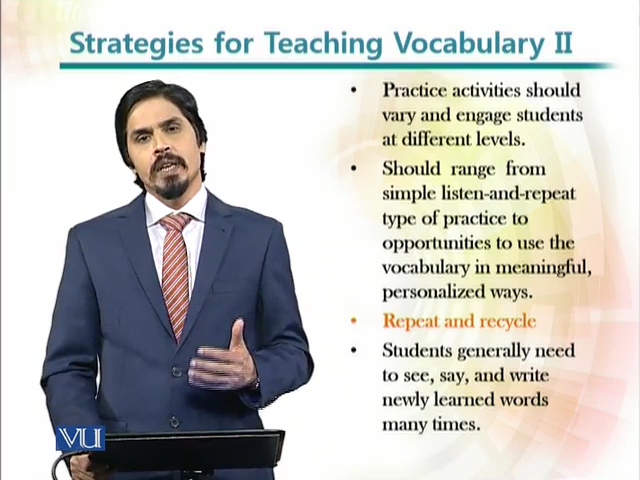 Strategies for Teaching Vocabulary II
• Practice activities should
vary and engage students
at different levels.
• Should range from
simple listen-and-repeat
type of practice to
opportunities to use the
vocabulary in meaningful,
personalized ways.
• Repeat and recycle
• Students generally need
to see, say, and write
newly learned words
many times.
VU